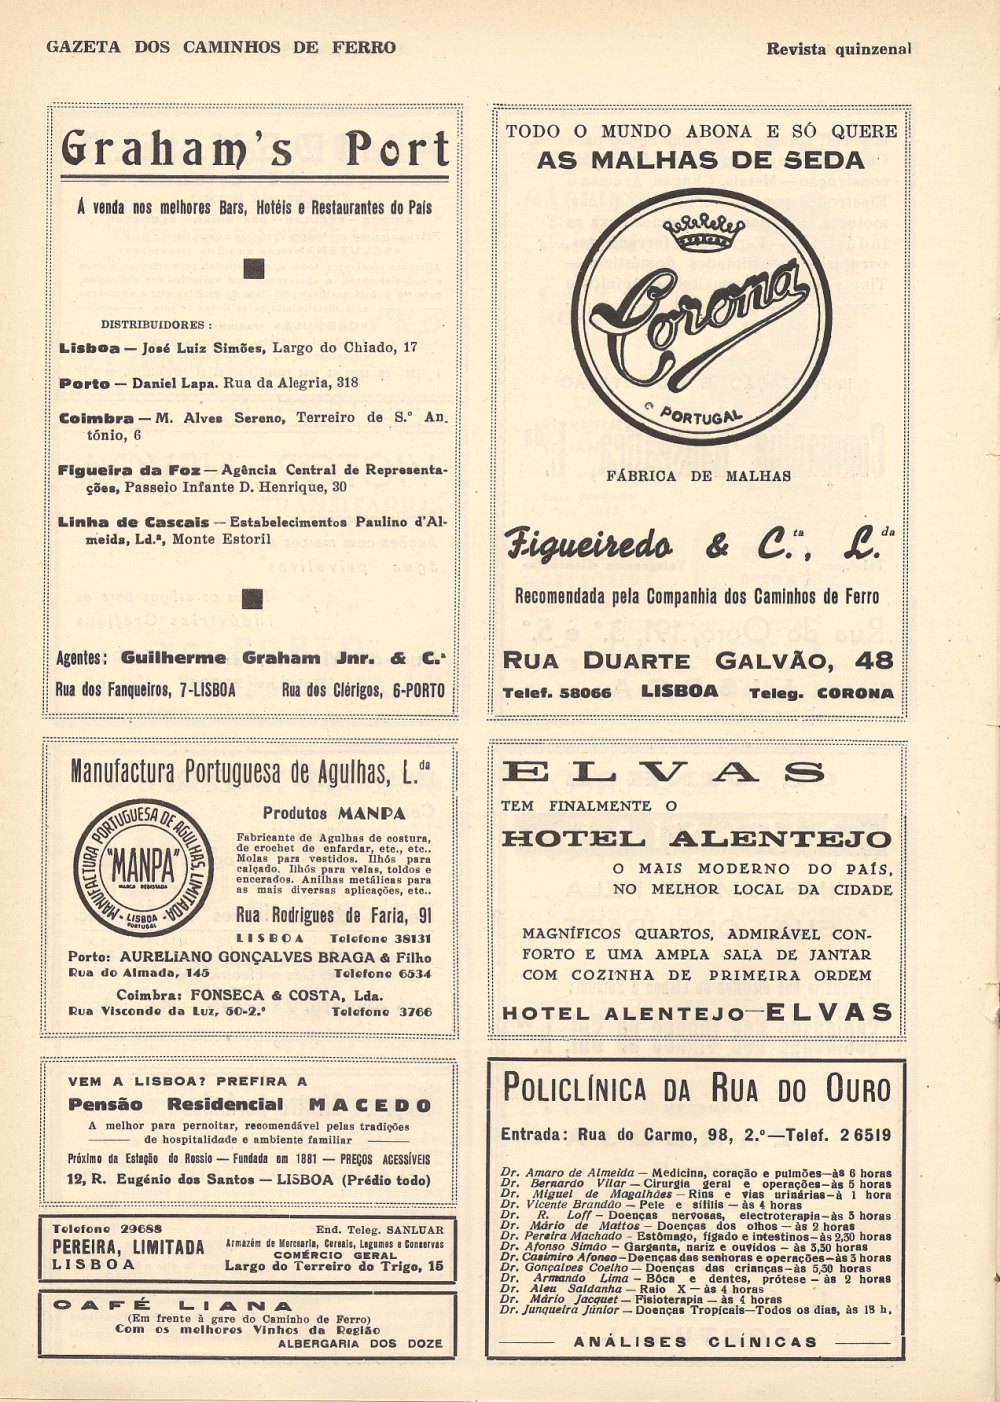 GAZETA DOS CAMINHOS DE FERRO
Revista quinzenal
Graham's Port
Á venda nos melhores Bars, Hotéis e Restaurantes do País
DISTRIBUIDORES:
Lisboa — José Luiz Simões, Largo do Chiado, 17
Porto — Daniel Lapa. Rua da Alegria, 318
Coimbra — M. Alves Sereno, Terreiro de S.º An.
tónio, 6
Figueira da Foz — Agência Central de Representa-
ções, Passeio Infante D. Henrique, 30
Linha de Cascais — Estabelecimentos Paulino d'Al-
meida, Ld.ª, Monte Estoril
Agentes: Guilherme Graham Jnr. & C.ª
Rua dos Fanqueiros, 7-LISBOA Rua dos Clérigos, 6-PORTO
TODO O MUNDO ABONA E SÓ QUERE
AS MALHAS DE SEDA
Corona
PORTUGAL
FÁBRICA DE MALHAS
Figueiredo & C.ta, L.da
Recomendada pela Companhia dos Caminhos de Ferro
RUA DUARTE GALVÃO, 48
Telef. 58066 LISBOA Teleg. CORONA
Manufactura Portuguesa de Agulhas, L.da
MANUFACTURA PORTUGUESA DE AGULHAS, LIMITADA
"MANPA"
MARCA REGISTADA
- LISBOA -
PORTUGAL
Produtos MANPA
Fabricante de Agulhas de costura,
de crochet de enfardar, etc., etc..
Molas para vestidos. Ilhós para
calçado. Ilhós para velas, toldos e
encerados. Anilhas metálicas para
as mais diversas aplicações, etc..
Rua Rodrigues de Faria, 91
LISBOA Telefone 38131
Porto: AURELIANO GONÇALVES BRAGA & Filho
Rua do Almada, 145 Telefone 6534
Coimbra: FONSECA & COSTA, Lda.
Rua Visconde da Luz, 50-2.º Telefone 3766
ELVAS
TEM FINALMENTE O
HOTEL ALENTEJO
O MAIS MODERNO DO PAÍS,
NO MELHOR LOCAL DA CIDADE
MAGNÍFICOS QUARTOS, ADMIRÁVEL CON-
FORTO E UMA AMPLA SALA DE JANTAR
COM COZINHA DE PRIMEIRA ORDEM
HOTEL ALENTEJO—ELVAS
VEM A LISBOA? PREFIRA A
Pensão Residencial MACEDO
A melhor para pernoitar, recomendável pelas tradições
de hospitalidade e ambiente familiar
Próximo da Estação do Rossio — Fundada em 1881 — PREÇOS ACESSÍVEIS
12, R. Eugénio dos Santos — LISBOA (Prédio todo)
Telefone 29688 End. Teleg. SANLUAR
PEREIRA, LIMITADA
LISBOA
Armazém de Mercearia, Cereais, Legumes e Conservas
COMÉRCIO GERAL
Largo do Terreiro do Trigo, 15
CAFÉ LIANA
(Em frente à gare do Caminho de Ferro)
Com os melhores Vinhos da Região
ALBERGARIA DOS DOZE
POLICLÍNICA DA RUA DO OURO
Entrada: Rua do Carmo, 98, 2.º—Telef. 2 6519
Dr. Amaro de Almeida — Medicina, coração e pulmões—às 6 horas
Dr. Bernardo Vilar — Cirurgia geral e operações—às 5 horas
Dr. Miguel de Magalhães — Rins e vias urinárias—à 1 hora
Dr. Vicente Brandão — Pele e sífilis — às 4 horas
Dr. R. Loff — Doenças nervosas, electroterapia—às 5 horas
Dr. Mário de Mattos — Doenças dos olhos — às 2 horas
Dr. Pereira Machado - Estômago, fígado e intestinos—às 2,30 horas
Dr. Afonso Simão — Garganta, nariz e ouvidos — às 3,30 horas
Dr. Casimiro Afonso—Doenças das senhoras e operações—às 3 horas
Dr. Gonçalves Coelho — Doenças das crianças—às 5,30 horas
Dr. Armando Lima — Bôca e dentes, prótese — às 2 horas
Dr. Aleu Saldanha — Raio X — às 4 horas
Dr. Mário Jacquet — Fisioterapia — às 4 horas
Dr. Junqueira Júnior — Doenças Tropicais—Todos os dias, às 18 h.
ANÁLISES CLÍNICAS